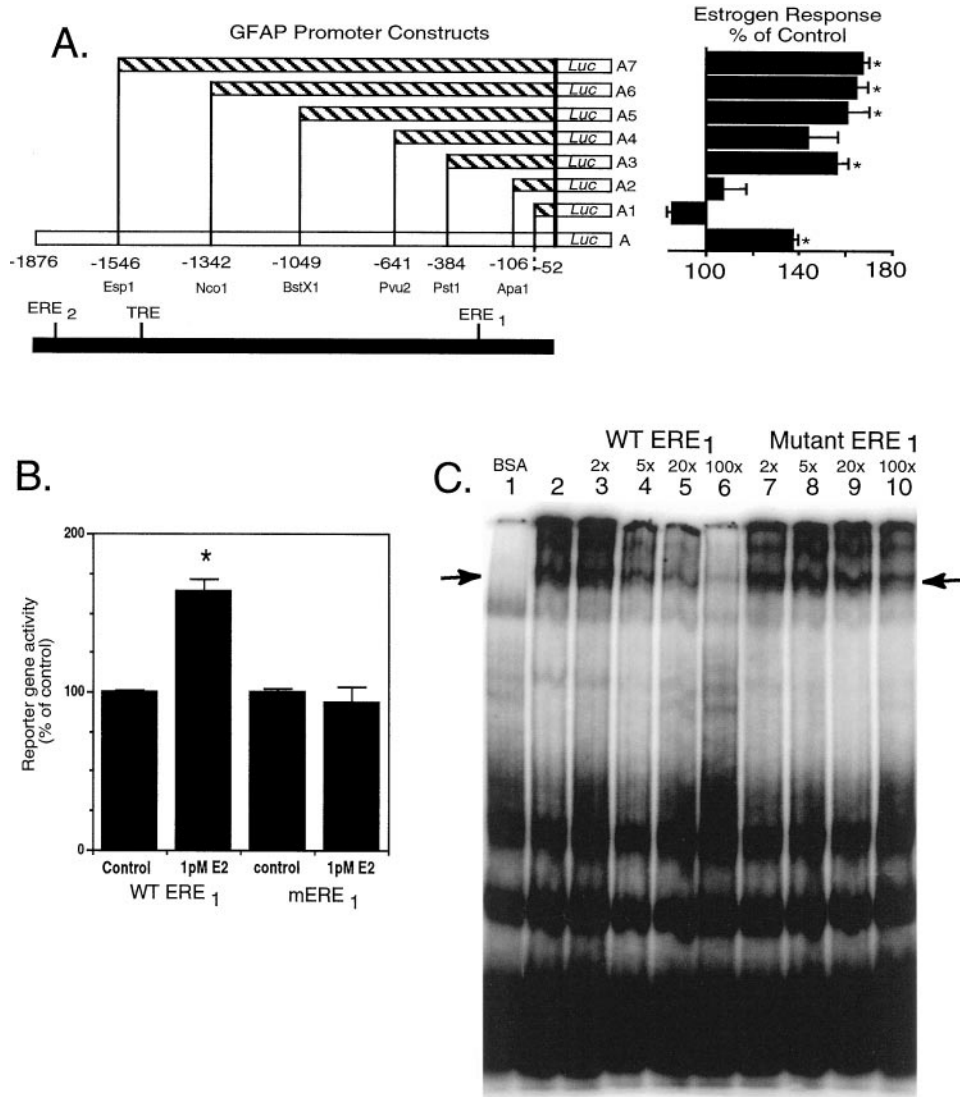 A.
GFAP Promoter Constructs
Estrogen Response
% of Control
Luc A7 *
Luc A6 *
Luc A5 *
Luc A4
Luc A3 *
Luc A2
Luc A1
Luc A *
-1876 -1546 -1342 -1049 -641 -384 -106 -52
100 140 180
Esp1 Nco1 BstX1 Pvu2 Pst1 Apa1
ERE 2 TRE ERE 1
B.
Reporter gene activity
(% of control)
200
100
0
*
Control 1pM E2 control 1pM E2
WT ERE 1 mERE 1
C.
WT ERE 1 Mutant ERE 1
BSA 2x 5x 20x 100x 2x 5x 20x 100x
1 2 3 4 5 6 7 8 9 10